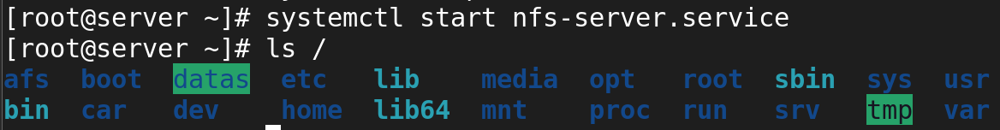 [root@server ~]# systemctl start nfs-server.service
[root@server ~]# ls /
afs  boot  datas  etc   lib    media  opt   root  sbin  sys  usr
bin  car   dev    home  lib64  mnt    proc  run   srv   tmp  var